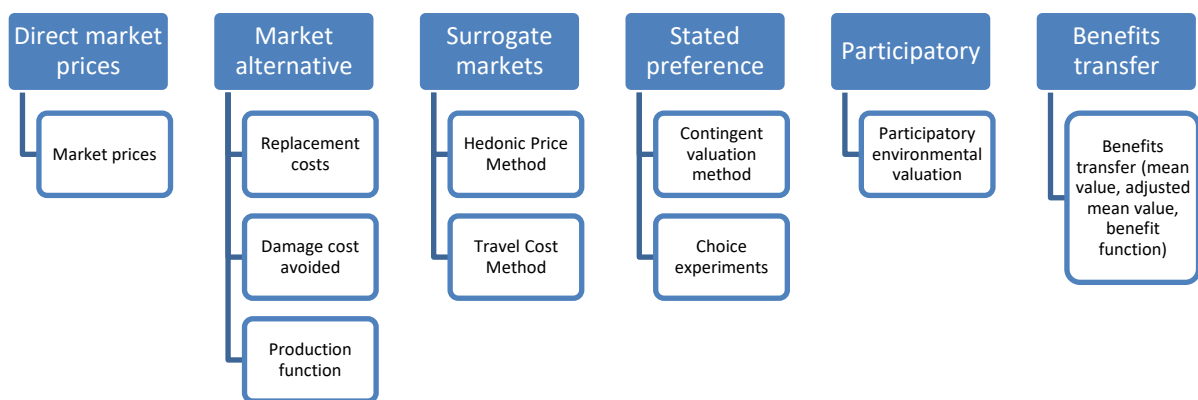 Direct market
prices
Market prices
Market
alternative
Replacement
costs
Damage cost
avoided
Production
function
Surrogate
markets
Hedonic Price
Method
Travel Cost
Method
Stated
preference
Contingent
valuation
method
Choice
experiments
Participatory
Participatory
environmental
valuation
Benefits
transfer
Benefits
transfer (mean
value, adjusted
mean value,
benefit
function)